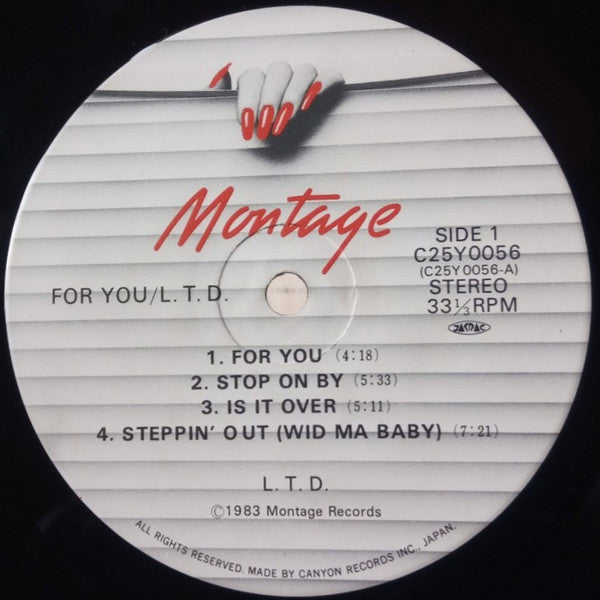 Montage
SIDE 1
C25Y0056
(C25Y0056-A)
STEREO
33⅓RPM
JASRAC
FOR YOU/L. T. D.
1. FOR YOU (4:18)
2. STOP ON BY (5:33)
3. IS IT OVER (5:11)
4. STEPPIN' OUT (WID MA BABY) (7:21)
L. T. D.
©1983 Montage Records
ALL RIGHTS RESERVED. MADE BY CANYON RECORDS INC., JAPAN.